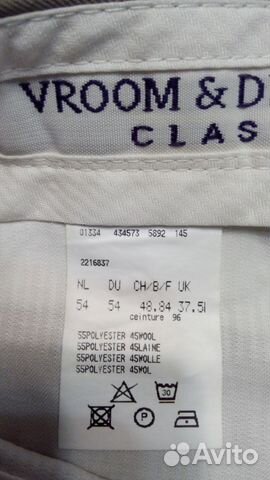 VROOM & D
CLAS
01334 434573 5892 145
2216837
NL DU CH/B/F UK
54 54 48.84 37.5I
ceinture 96
55POLYESTER 45WOOL
55POLYESTER 45LAINE
55POLYESTER 45WOLLE
55POLYESTER 45WOL
30
P
Avito